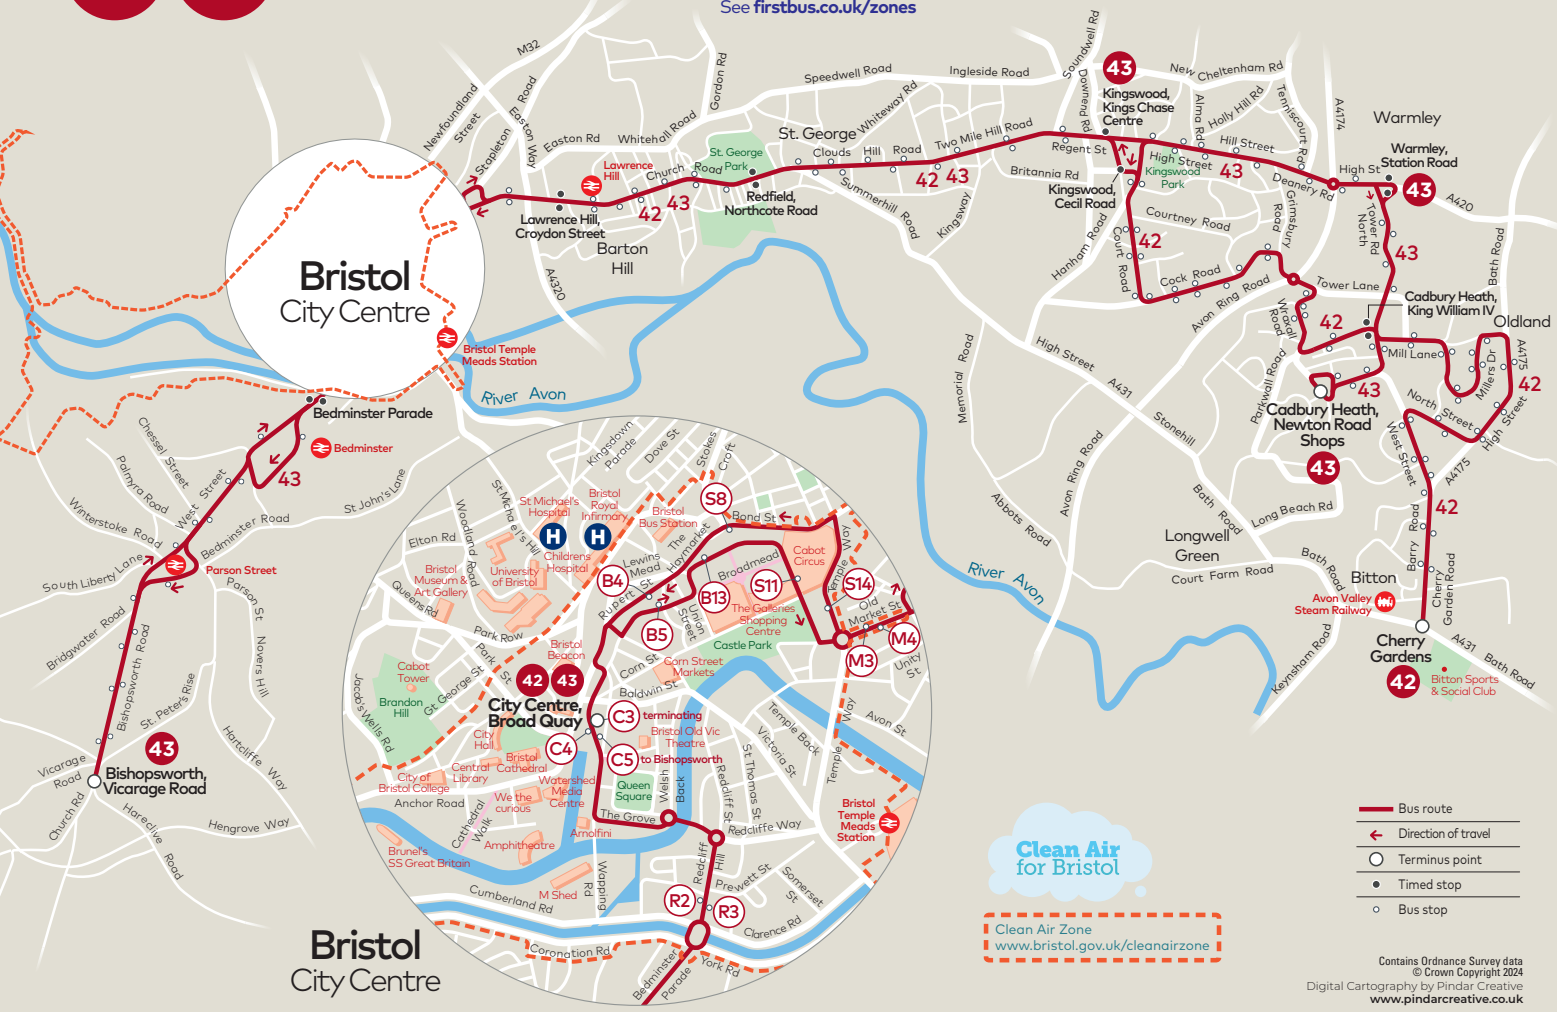 See firstbus.co.uk/zones
M32
Newfoundland
Street
Stapleton
Road
Easton Way
Easton Rd
Whitehall Road
Gordon Rd
Speedwell Road
Ingleside Road
Soundwell Rd
Downend Rd
43
New Cheltenham Rd
Kingswood,
Kings Chase
Centre
Alma Rd
Holly Hill Rd
Tenniscourt Rd
A4174
Warmley
Warmley,
Station Road
43
A420
St. George
Whiteway Rd
Two Mile Hill Road
Clouds Hill Road
Regent St
High Street
Hill Street
43
High St
Deanery Rd
Kingswood
Park
Britannia Rd
Kingswood,
Cecil Road
St. George
Park
Lawrence
Hill
Church Road
42 43
42 43
Redfield,
Northcote Road
Lawrence Hill,
Croydon Street
Barton
Hill
A4320
Summerhill Road
Kingsway
Hanham Road
Courtney Road
Court Road
42
Cock Road
Grimsbury
Road
Avon Ring Road
Tower Rd
North
43
Bath Road
Tower Lane
Wraxall
Road
42
Cadbury Heath,
King William IV
Oldland
Mill Lane
Millers Dr
A4175
42
43
Parkwall Road
Cadbury Heath,
Newton Road
Shops
43
North Street
High Street
West Street
A4175
42
Bristol
City Centre
Bristol Temple
Meads Station
River Avon
Memorial Road
High Street
A431
Stonehill
Avon Ring Road
Abbots Road
Bath Road
Long Beach Rd
Longwell
Green
Court Farm Road
Bath Road
Bitton
Avon Valley
Steam Railway
Barry Road
Cherry
Garden Road
Cherry
Gardens
42
A431
Bath Road
Bitton Sports
& Social Club
Keynsham Road
River Avon
Bedminster Parade
Bedminster
43
Chessel Street
Palmyra Road
Winterstoke Road
West Street
St John's Lane
Bedminster Road
South Liberty Lane
Parson Street
Parson St
Novers Hill
Bridgwater Road
Bishopsworth Road
St. Peter's Rise
Hartcliffe Way
43
Bishopsworth,
Vicarage Road
Vicarage
Road
Church Rd
Hareclive Road
Hengrove Way
Kingsdown
Parade
Dove St
Stokes
Croft
S8
St Michael's
Hospital
Bristol
Royal
Infirmary
H
H
Bristol
Bus Station
Bond St
St Michael's Hill
Woodland Road
Elton Rd
Childrens
Hospital
Lewins
Mead
The
Haymarket
Cabot
Circus
Temple Way
Broadmead
B4
B13
S11
S14
Bristol
Museum &
Art Gallery
University
of Bristol
Queens Rd
Rupert St
Union
Street
The Galleries
Shopping
Centre
Old
Market St
B5
Park Row
Castle Park
M3
M4
Unity
St
Bristol
Beacon
Corn St
Corn Street
Markets
Cabot
Tower
Park St
42
43
City Centre,
Broad Quay
Baldwin St
Brandon
Hill
Gt George St
Jacob's Wells Rd
C3
terminating
C4
C5
to Bishopsworth
Bristol Old Vic
Theatre
City
Hall
Bristol
Cathedral
Central
Library
City of
Bristol College
Anchor Road
We the
curious
Watershed
Media
Centre
Queen
Square
Welsh
Back
Redcliff St
St Thomas St
Victoria St
Temple Back
Temple Way
Avon St
Cathedral
Walk
The Grove
Redcliffe Way
Bristol
Temple
Meads
Station
Arnolfini
Amphitheatre
Brunel's
SS Great Britain
M Shed
Wapping
Rd
Redcliff
Hill
Prewett St
Somerset
St
Cumberland Rd
R2
R3
Clarence Rd
Coronation Rd
York Rd
Bedminster
Parade
Bristol
City Centre
Clean Air
for Bristol
Clean Air Zone
www.bristol.gov.uk/cleanairzone
Bus route
Direction of travel
Terminus point
Timed stop
Bus stop
Contains Ordnance Survey data
© Crown Copyright 2024
Digital Cartography by Pindar Creative
www.pindarcreative.co.uk